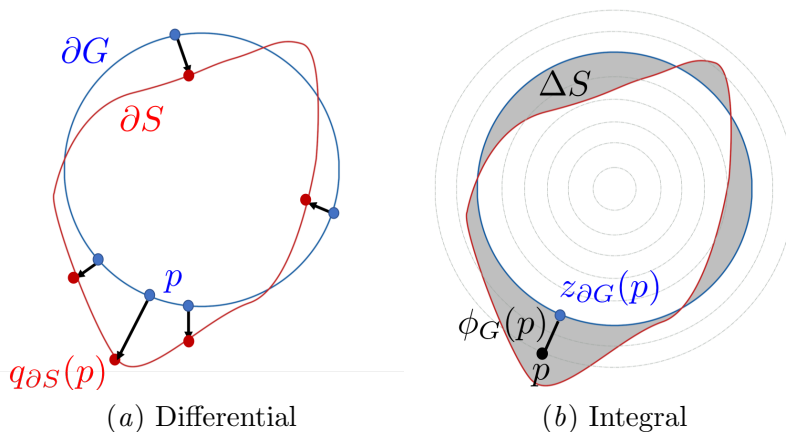 ∂G
∂S
p
q∂S(p)
(a) Differential
ΔS
z∂G(p)
ϕG(p)
p
(b) Integral